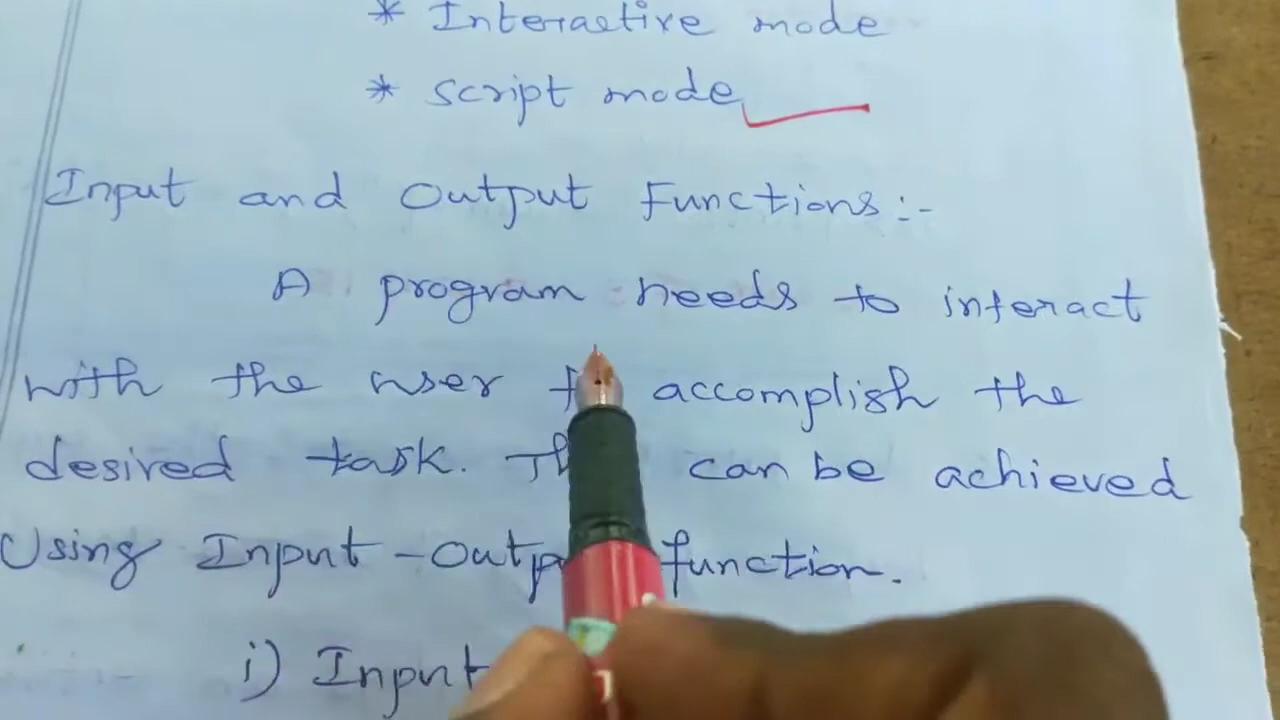 * Interactive mode
* Script mode
Input and Output Functions:-
A program needs to interact
with the user accomplish the
desired task. can be achieved
Using Input - function.
i) Input